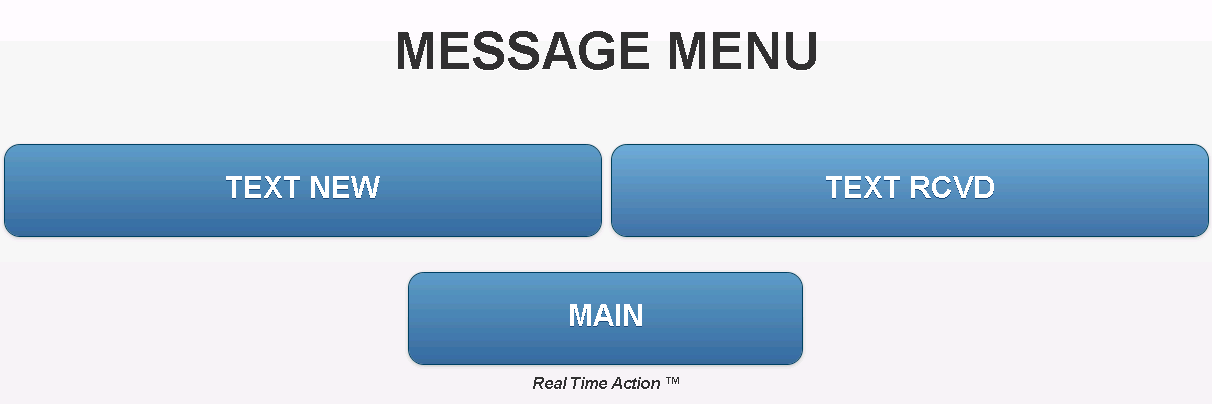 MESSAGE MENU
TEXT NEW
TEXT RCVD
MAIN
Real Time Action ™